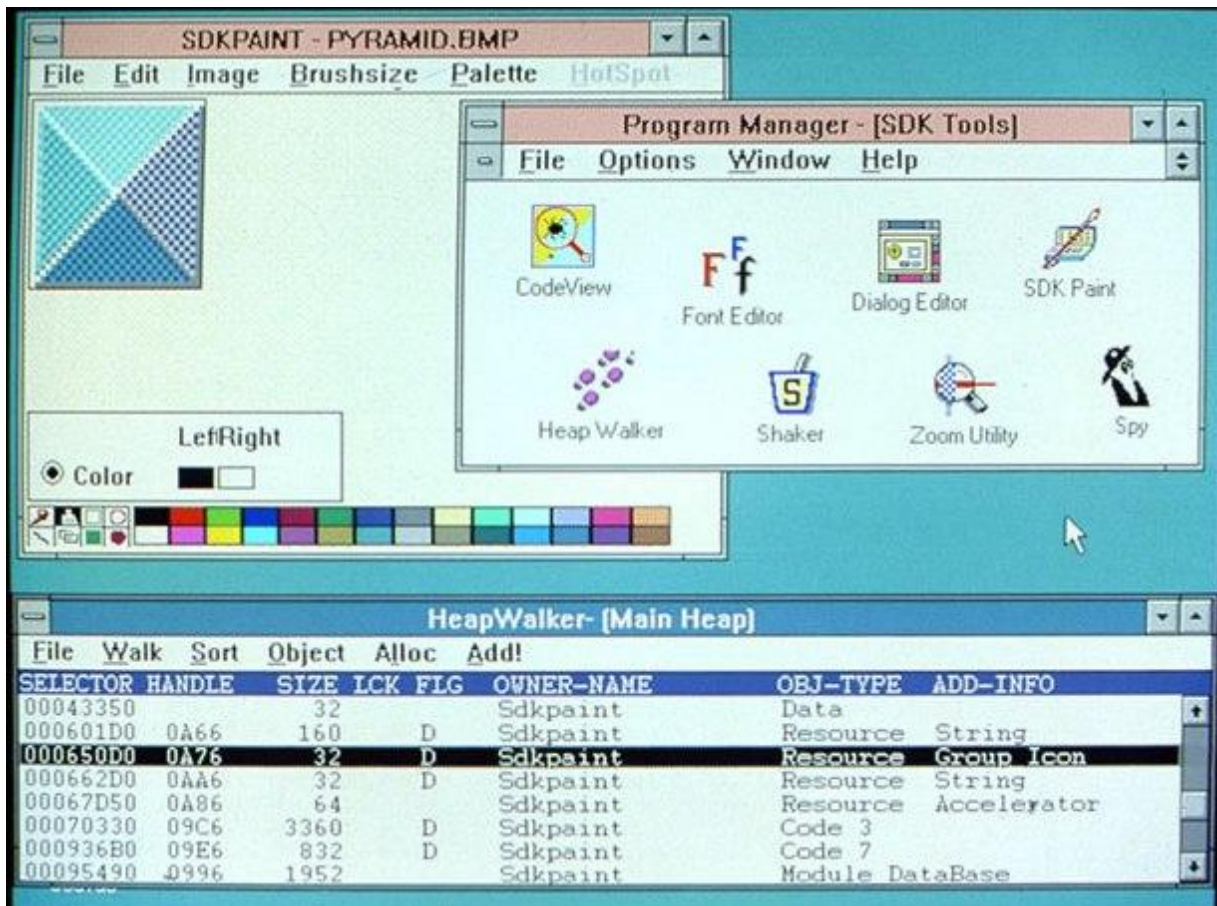 SDKPAINT - PYRAMID.BMP
File Edit Image Brushsize Palette HotSpot
Program Manager - [SDK Tools]
File Options Window Help
CodeView
Font Editor
Dialog Editor
SDK Paint
Heap Walker
Shaker
Zoom Utility
Spy
LeftRight
Color
HeapWalker- (Main Heap)
File Walk Sort Object Alloc Add!
SELECTOR HANDLE SIZE LCK FLG OWNER-NAME OBJ-TYPE ADD-INFO
00043350 32 Sdkpaint Data
000601D0 0A66 160 D Sdkpaint Resource String
000650D0 0A76 32 D Sdkpaint Resource Group Icon
000662D0 0AA6 32 D Sdkpaint Resource String
00067D50 0A86 64 Sdkpaint Resource Accelerator
00070330 09C6 3360 D Sdkpaint Code 3
000936B0 09E6 832 D Sdkpaint Code 7
00095490 0996 1952 Sdkpaint Module DataBase